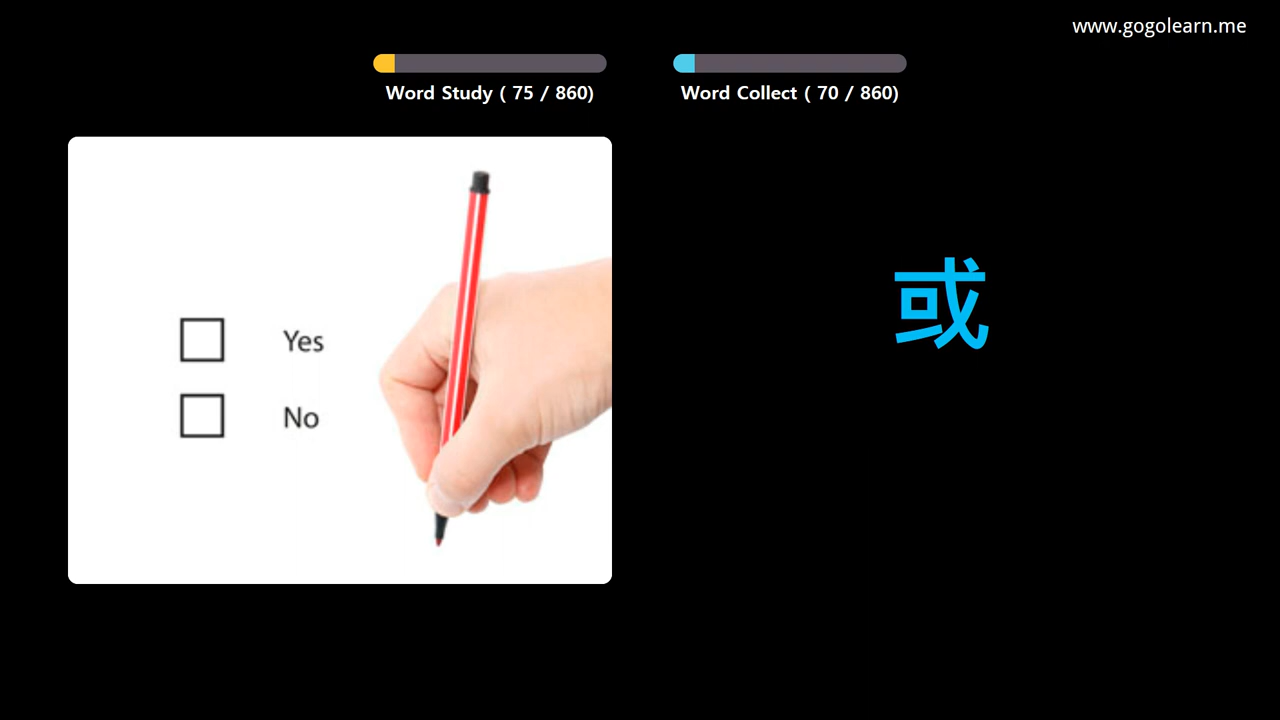 www.gogolearn.me
Word Study ( 75 / 860)
Word Collect ( 70 / 860)
Yes
No
或